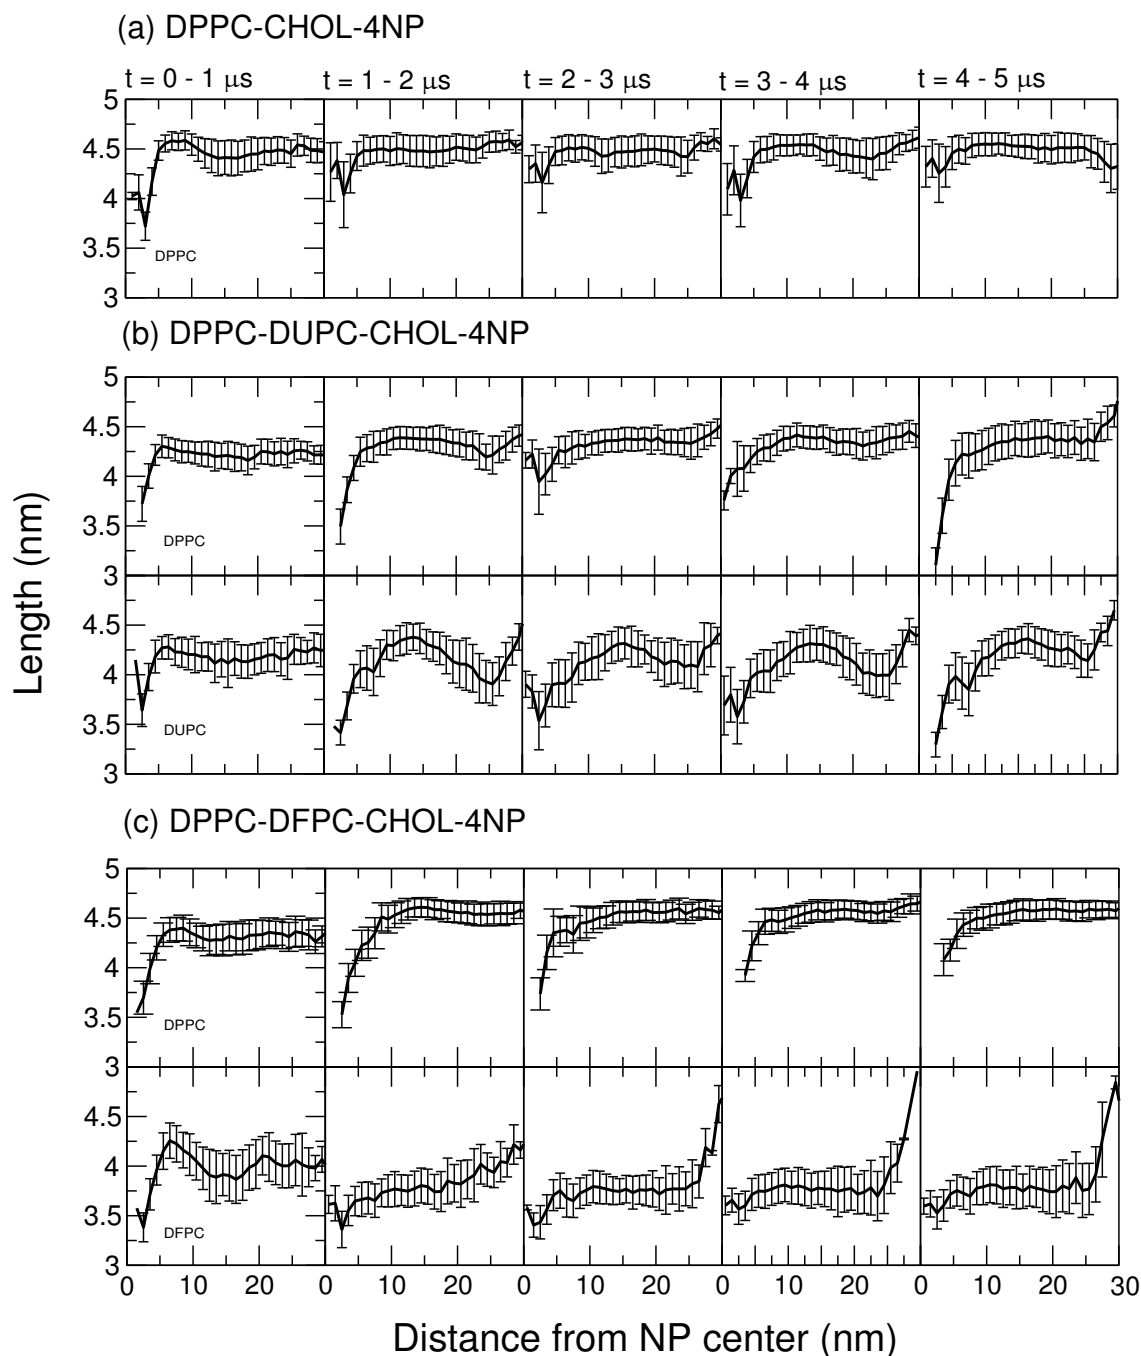 (a) DPPC-CHOL-4NP
t = 0 - 1 μs t = 1 - 2 μs t = 2 - 3 μs t = 3 - 4 μs t = 4 - 5 μs
5
4.5
4
3.5
3
DPPC
(b) DPPC-DUPC-CHOL-4NP
5
4.5
4
3.5
3
DPPC
4.5
4
3.5
3
DUPC
Length (nm)
(c) DPPC-DFPC-CHOL-4NP
5
4.5
4
3.5
3
DPPC
4.5
4
3.5
3
DFPC
0 10 20 0 10 20 0 10 20 0 10 20 0 10 20 30
Distance from NP center (nm)